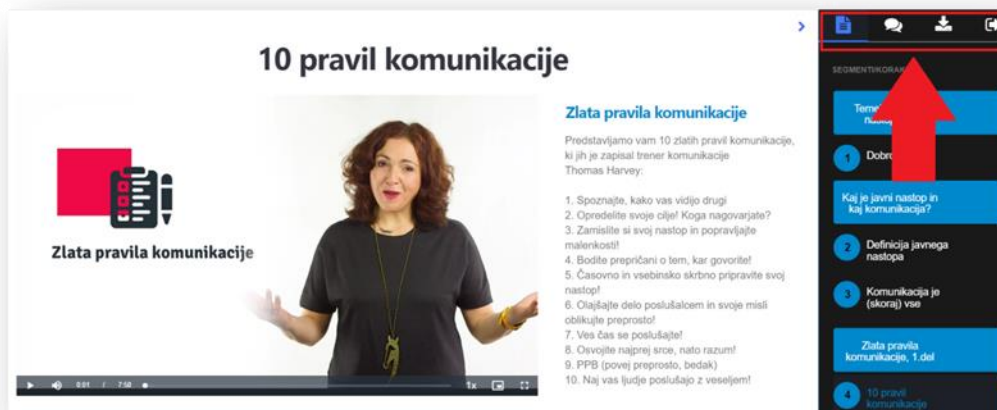 10 pravil komunikacije
Zlata pravila komunikacije
0:01 / 7:50
1x
Zlata pravila komunikacije
Predstavljamo vam 10 zlatih pravil komunikacije,
ki jih je zapisal trener komunikacije
Thomas Harvey:
1. Spoznajte, kako vas vidijo drugi
2. Opredelite svoje cilje! Koga nagovarjate?
3. Zamislite si svoj nastop in popravljajte
malenkosti!
4. Bodite prepričani o tem, kar govorite!
5. Časovno in vsebinsko skrbno pripravite svoj
nastop!
6. Olajšajte delo poslušalcem in svoje misli
oblikujte preprosto!
7. Ves čas se poslušajte!
8. Osvojite najprej srce, nato razum!
9. PPB (povej preprosto, bedak)
10. Naj vas ljudje poslušajo z veseljem!
1
Kaj je javni nastop in
kaj komunikacija?
2 Definicija javnega
nastopa
3 Komunikacija je
(skoraj) vse
Zlata pravila
komunikacije, 1.del
4 10 pravil
komunikacije